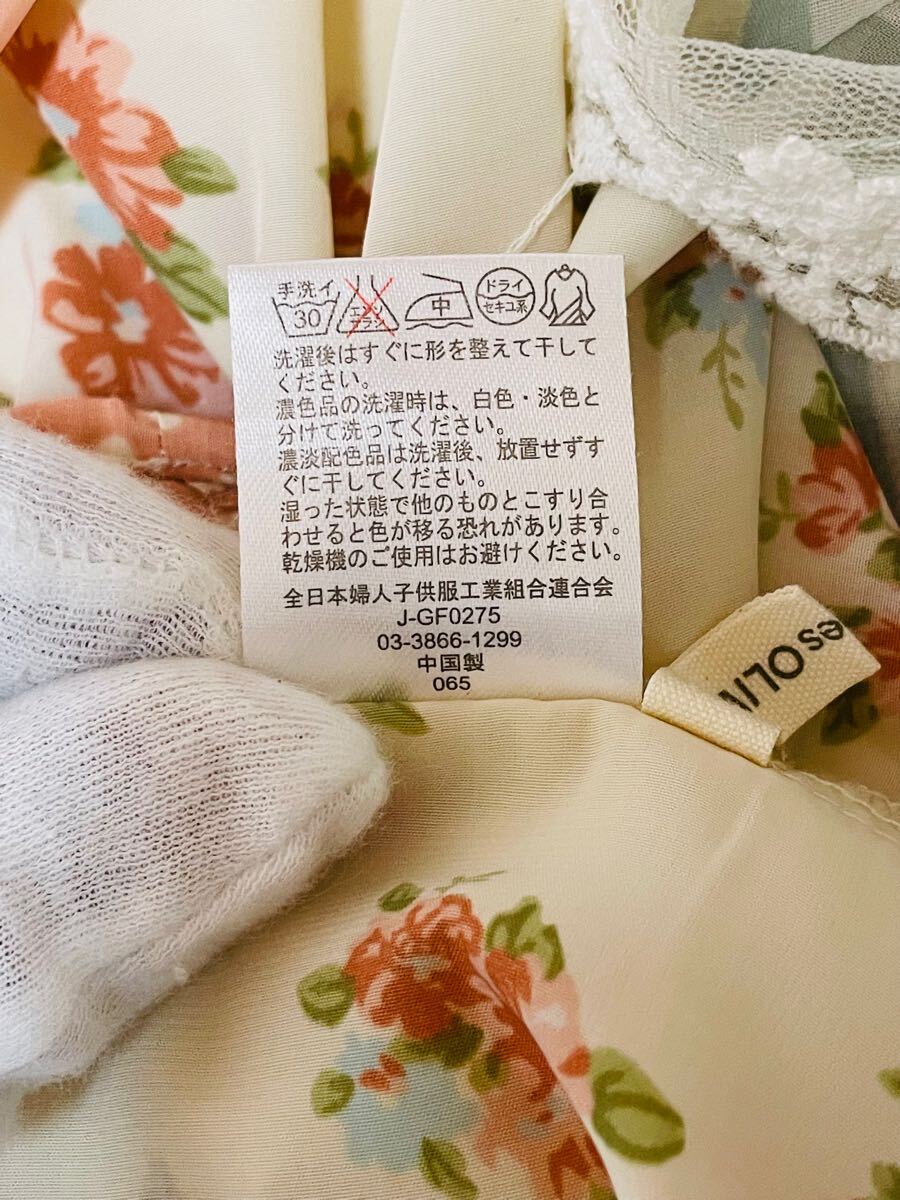 手洗イ
30
エンソ
サラシ
中
ドライ
セキユ系
洗濯後はすぐに形を整えて干して
ください。
濃色品の洗濯時は、白色・淡色と
分けて洗ってください。
濃淡配色品は洗濯後、放置せずす
ぐに干してください。
湿った状態で他のものとこすり合
わせると色が移る恐れがあります。
乾燥機のご使用はお避けください。
全日本婦人子供服工業組合連合会
J-GF0275
03-3866-1299
中国製
065
es OLI